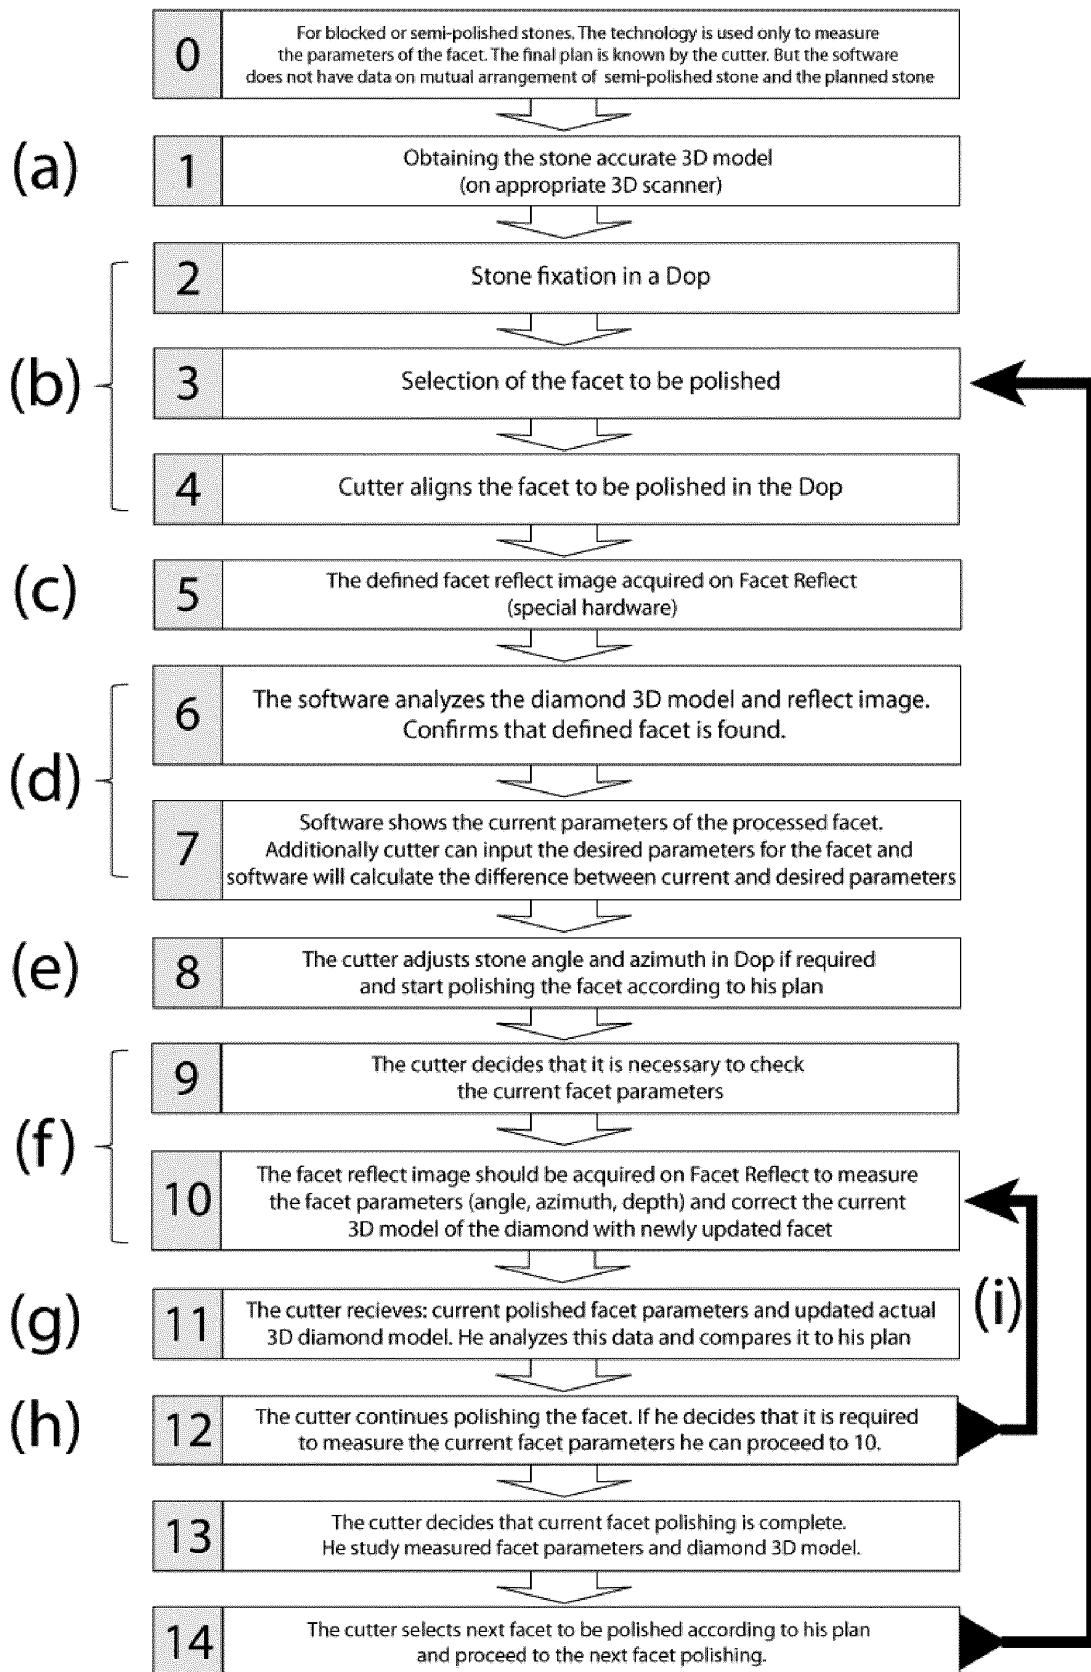 0
For blocked or semi-polished stones. The technology is used only to measure
the parameters of the facet. The final plan is known by the cutter. But the software
does not have data on mutual arrangement of semi-polished stone and the planned stone
(a)
1
Obtaining the stone accurate 3D model
(on appropriate 3D scanner)
(b)
2
Stone fixation in a Dop
3
Selection of the facet to be polished
4
Cutter aligns the facet to be polished in the Dop
(c)
5
The defined facet reflect image acquired on Facet Reflect
(special hardware)
(d)
6
The software analyzes the diamond 3D model and reflect image.
Confirms that defined facet is found.
7
Software shows the current parameters of the processed facet.
Additionally cutter can input the desired parameters for the facet and
software will calculate the difference between current and desired parameters
(e)
8
The cutter adjusts stone angle and azimuth in Dop if required
and start polishing the facet according to his plan
(f)
9
The cutter decides that it is necessary to check
the current facet parameters
10
The facet reflect image should be acquired on Facet Reflect to measure
the facet parameters (angle, azimuth, depth) and correct the current
3D model of the diamond with newly updated facet
(g)
11
The cutter recieves: current polished facet parameters and updated actual
3D diamond model. He analyzes this data and compares it to his plan
(i)
(h)
12
The cutter continues polishing the facet. If he decides that it is required
to measure the current facet parameters he can proceed to 10.
13
The cutter decides that current facet polishing is complete.
He study measured facet parameters and diamond 3D model.
14
The cutter selects next facet to be polished according to his plan
and proceed to the next facet polishing.